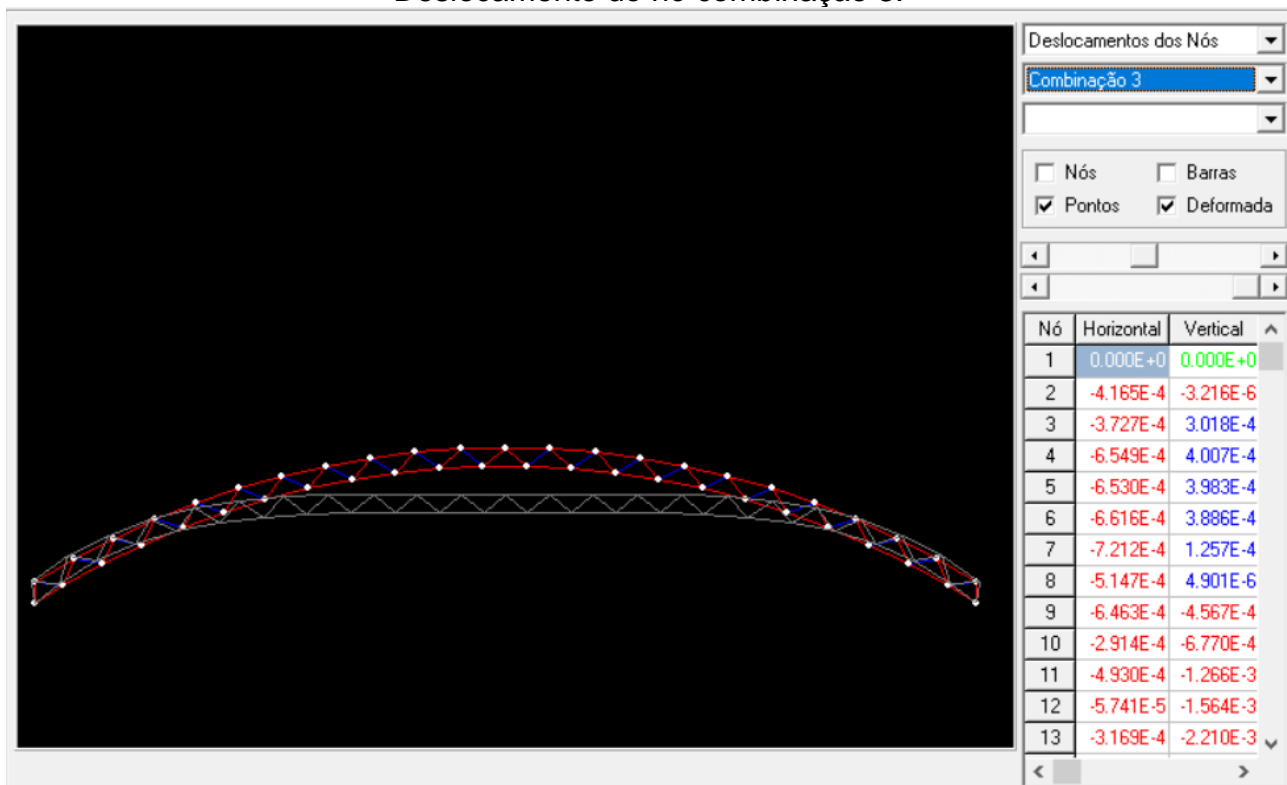 Deslocamento do nó combinação 3.
Deslocamentos dos Nós
Combinação 3
Nós Barras
Pontos Deformada
Nó Horizontal Vertical
1 0.000E+0 0.000E+0
2 -4.165E-4 -3.216E-6
3 -3.727E-4 3.018E-4
4 -6.549E-4 4.007E-4
5 -6.530E-4 3.983E-4
6 -6.616E-4 3.886E-4
7 -7.212E-4 1.257E-4
8 -5.147E-4 4.901E-6
9 -6.463E-4 -4.567E-4
10 -2.914E-4 -6.770E-4
11 -4.930E-4 -1.266E-3
12 -5.741E-5 -1.564E-3
13 -3.169E-4 -2.210E-3